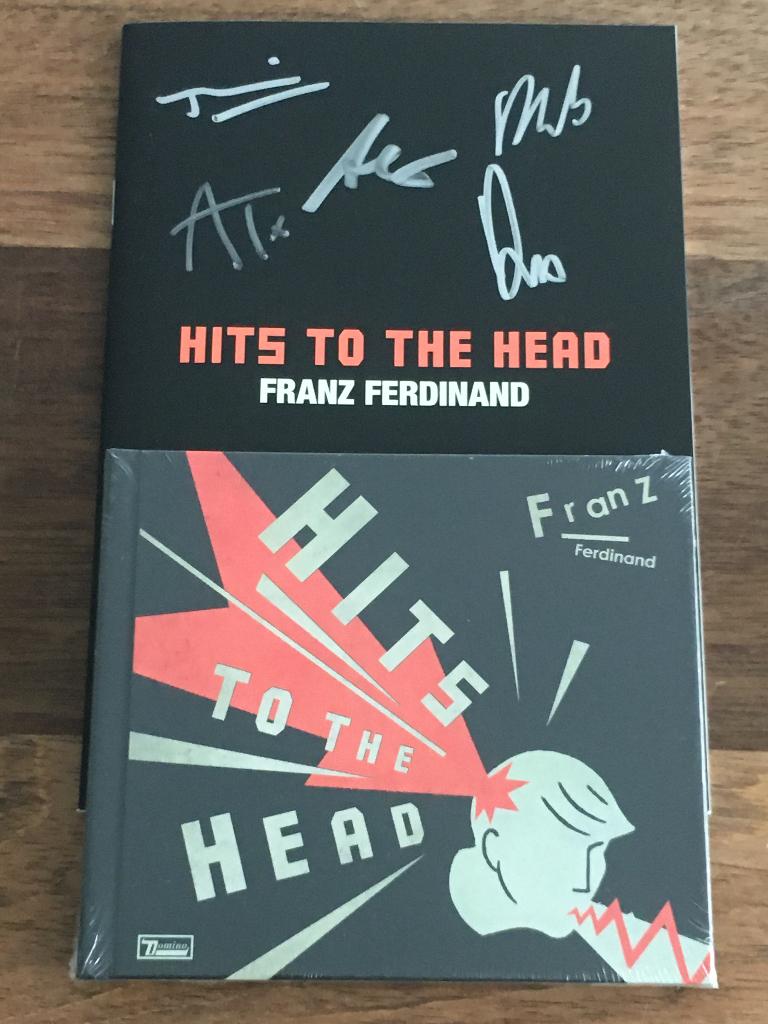 HITS TO THE HEAD
FRANZ FERDINAND
Franz
Ferdinand
HITS
TO THE
HEAD
Domino